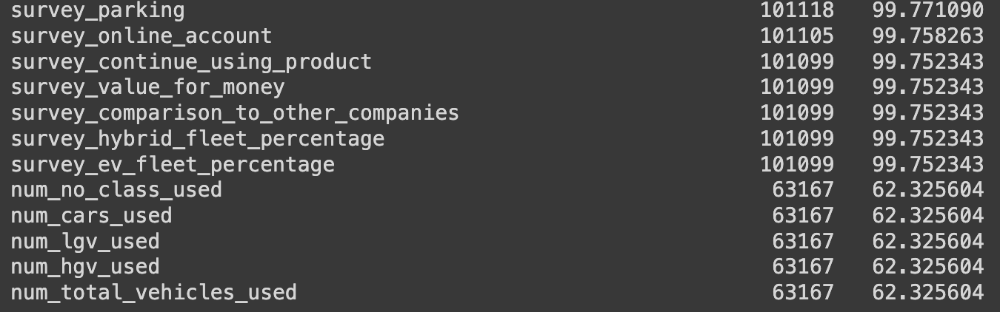 survey_parking 101118 99.771090
survey_online_account 101105 99.758263
survey_continue_using_product 101099 99.752343
survey_value_for_money 101099 99.752343
survey_comparison_to_other_companies 101099 99.752343
survey_hybrid_fleet_percentage 101099 99.752343
survey_ev_fleet_percentage 101099 99.752343
num_no_class_used 63167 62.325604
num_cars_used 63167 62.325604
num_lgv_used 63167 62.325604
num_hgv_used 63167 62.325604
num_total_vehicles_used 63167 62.325604